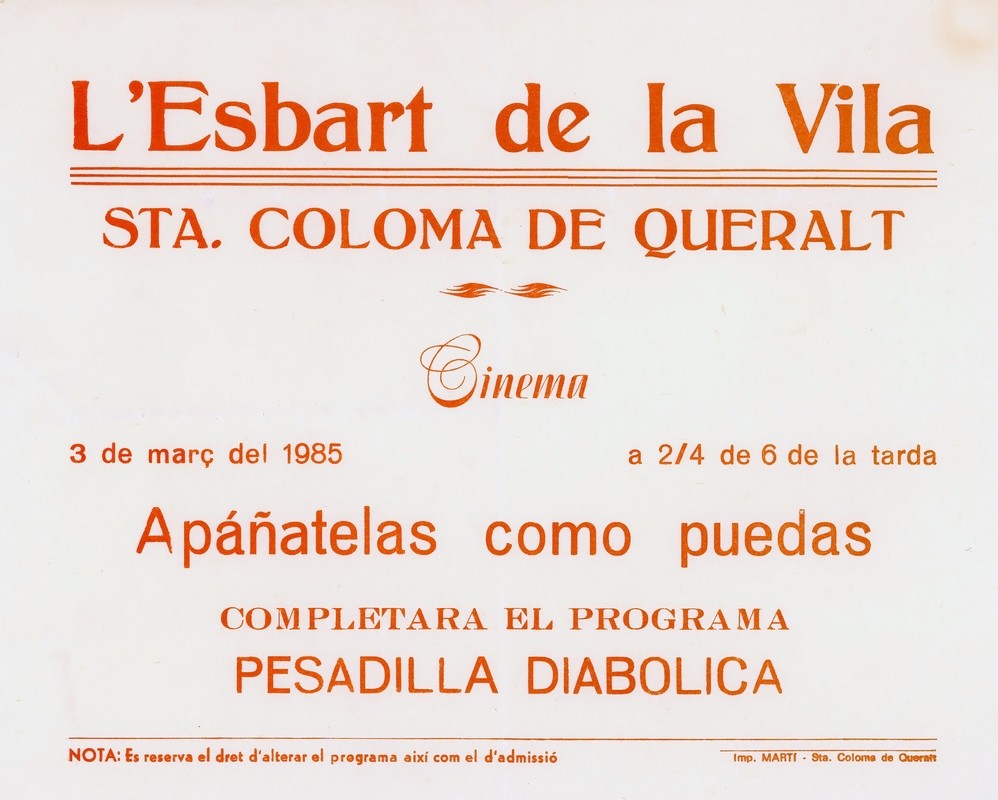 L'Esbart de la Vila
STA. COLOMA DE QUERALT
Cinema
3 de març del 1985 a 2/4 de 6 de la tarda
Apáñatelas como puedas
COMPLETARA EL PROGRAMA
PESADILLA DIABOLICA
NOTA: Es reserva el dret d'alterar el programa així com el d'admissió
Imp. MARTÍ - Sta. Coloma de Queralt